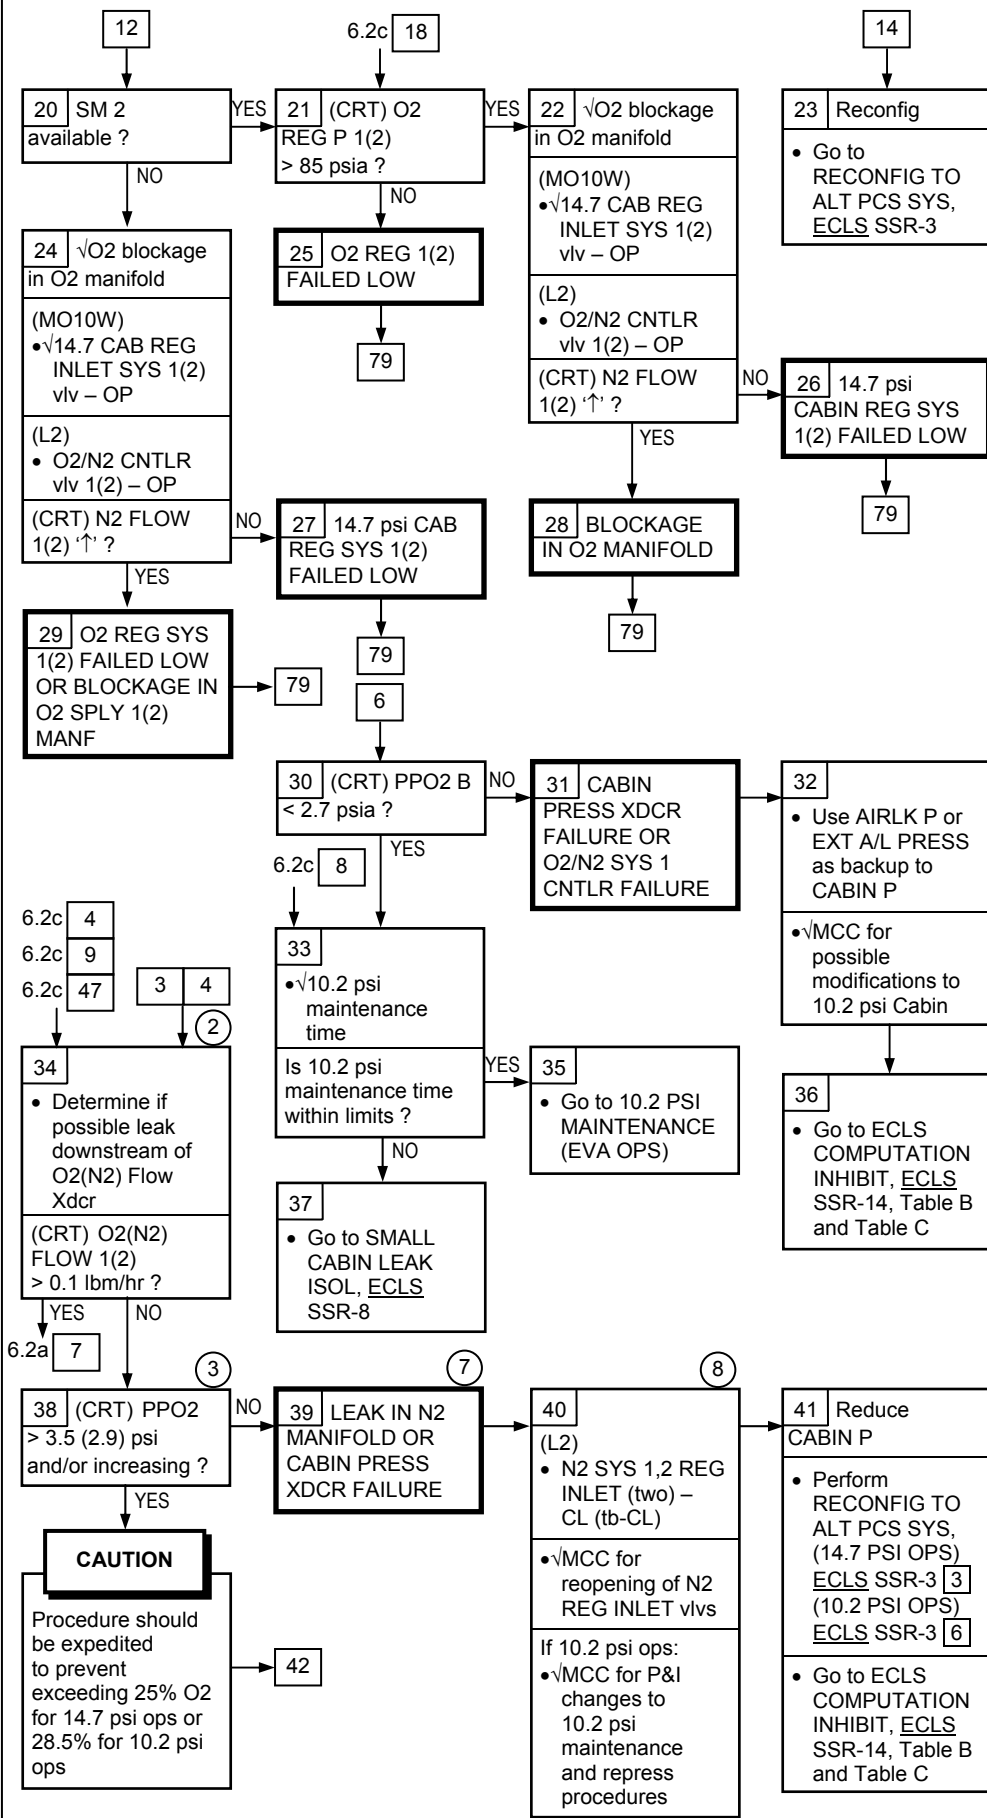 12
6.2c 18
14
20 SM 2
available ?
YES
NO
21 (CRT) O2
REG P 1(2)
> 85 psia ?
YES
NO
22 √O2 blockage
in O2 manifold
(MO10W)
•√14.7 CAB REG
INLET SYS 1(2)
vlv – OP
(L2)
• O2/N2 CNTLR
vlv 1(2) – OP
(CRT) N2 FLOW
1(2) ‘↑’ ?
NO
YES
23 Reconfig
• Go to
RECONFIG TO
ALT PCS SYS,
ECLS SSR-3
24 √O2 blockage
in O2 manifold
(MO10W)
•√14.7 CAB REG
INLET SYS 1(2)
vlv – OP
(L2)
• O2/N2 CNTLR
vlv 1(2) – OP
(CRT) N2 FLOW
1(2) ‘↑’ ?
NO
YES
25 O2 REG 1(2)
FAILED LOW
79
26 14.7 psi
CABIN REG SYS
1(2) FAILED LOW
79
27 14.7 psi CAB
REG SYS 1(2)
FAILED LOW
79
28 BLOCKAGE
IN O2 MANIFOLD
79
29 O2 REG SYS
1(2) FAILED LOW
OR BLOCKAGE IN
O2 SPLY 1(2)
MANF
79
6
30 (CRT) PPO2 B
< 2.7 psia ?
NO
YES
31 CABIN
PRESS XDCR
FAILURE OR
O2/N2 SYS 1
CNTLR FAILURE
32
• Use AIRLK P or
EXT A/L PRESS
as backup to
CABIN P
•√MCC for
possible
modifications to
10.2 psi Cabin
6.2c 8
33
•√10.2 psi
maintenance
time
Is 10.2 psi
maintenance time
within limits ?
YES
NO
6.2c 4
6.2c 9
6.2c 47
3 4
2
34
• Determine if
possible leak
downstream of
O2(N2) Flow
Xdcr
(CRT) O2(N2)
FLOW 1(2)
> 0.1 lbm/hr ?
YES
NO
6.2a 7
35
• Go to 10.2 PSI
MAINTENANCE
(EVA OPS)
36
• Go to ECLS
COMPUTATION
INHIBIT, ECLS
SSR-14, Table B
and Table C
37
• Go to SMALL
CABIN LEAK
ISOL, ECLS
SSR-8
3
38 (CRT) PPO2
> 3.5 (2.9) psi
and/or increasing ?
NO
YES
7
39 LEAK IN N2
MANIFOLD OR
CABIN PRESS
XDCR FAILURE
8
40
(L2)
• N2 SYS 1,2 REG
INLET (two) –
CL (tb-CL)
•√MCC for
reopening of N2
REG INLET vlvs
If 10.2 psi ops:
•√MCC for P&I
changes to
10.2 psi
maintenance
and repress
procedures
41 Reduce
CABIN P
• Perform
RECONFIG TO
ALT PCS SYS,
(14.7 PSI OPS)
ECLS SSR-3 3
(10.2 PSI OPS)
ECLS SSR-3 6
• Go to ECLS
COMPUTATION
INHIBIT, ECLS
SSR-14, Table B
and Table C
CAUTION
Procedure should
be expedited
to prevent
exceeding 25% O2
for 14.7 psi ops or
28.5% for 10.2 psi
ops
42